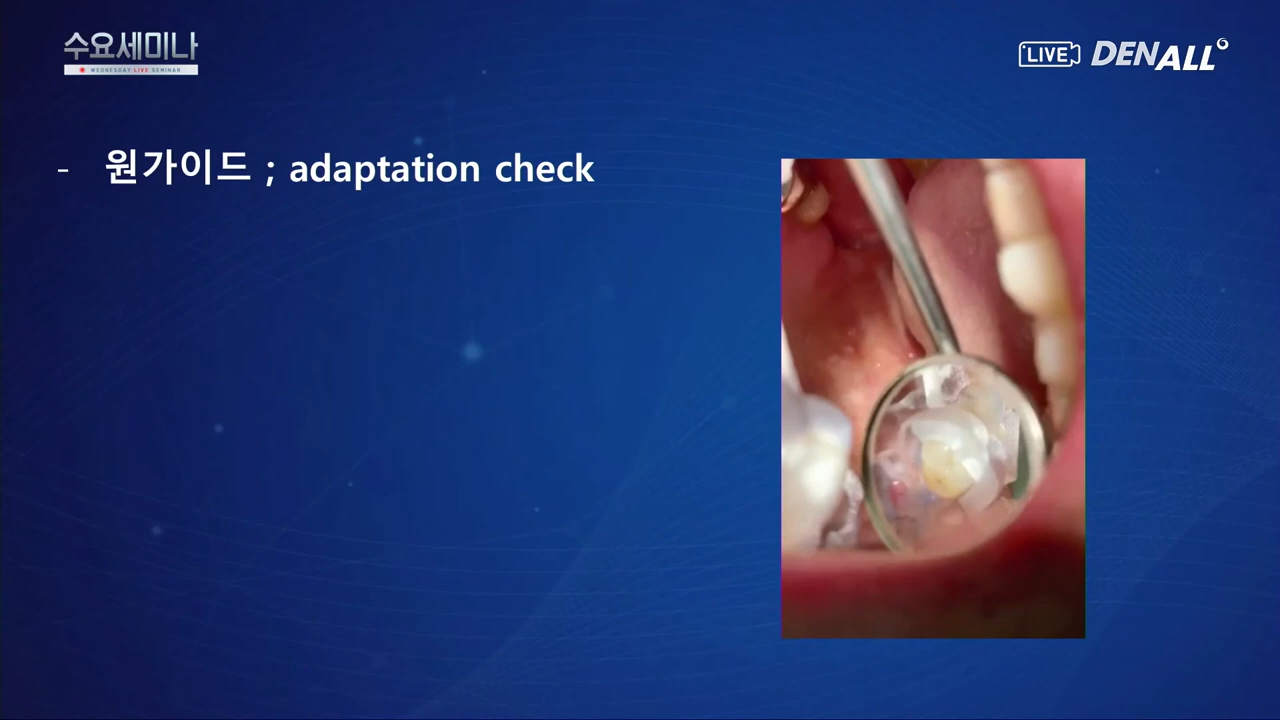 수요세미나
WEDNESDAY LIVE SEMINAR
LIVE DENALL
- 원가이드 ; adaptation check